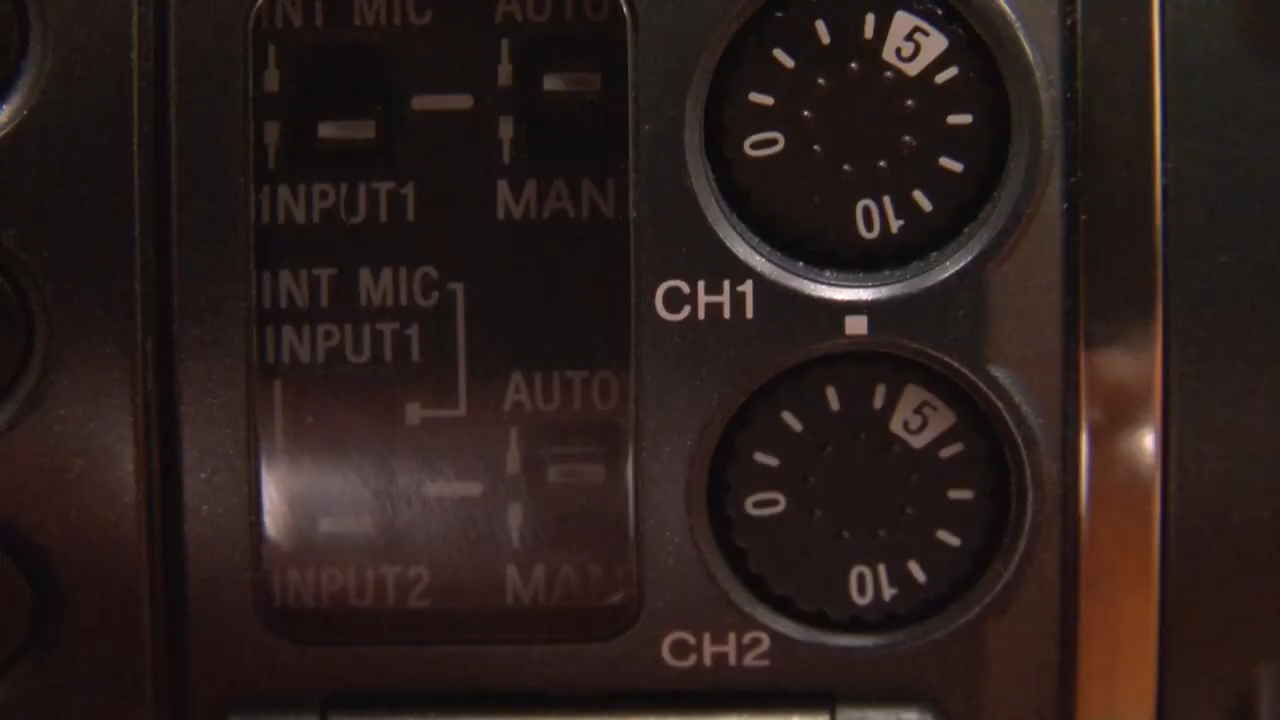 INT MIC AUTO
INPUT1 MAN
INT MIC
INPUT1
AUTO
INPUT2 MAN
0 5 10
CH1
0 5 10
CH2